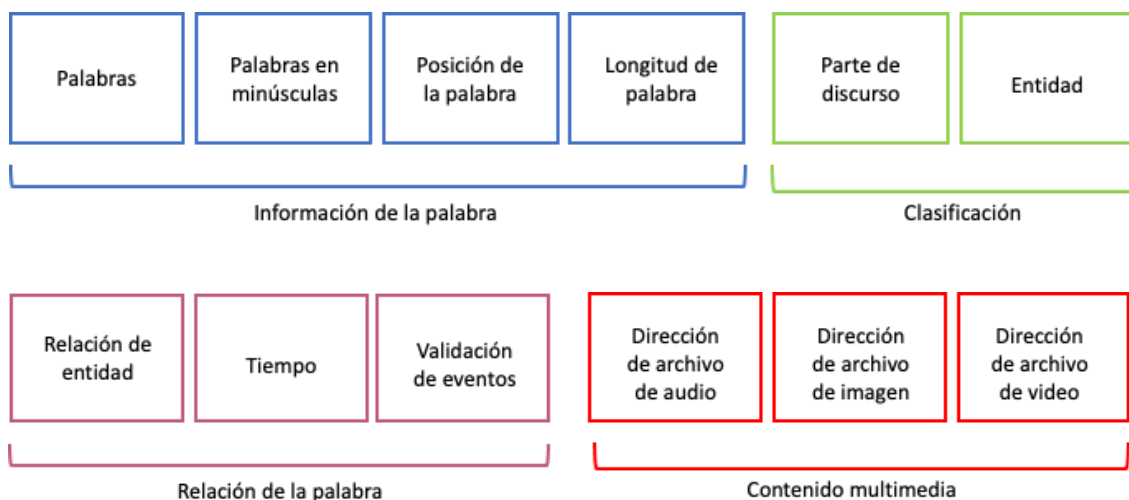 Palabras
Palabras en
minúsculas
Posición de
la palabra
Longitud de
palabra
Parte de
discurso
Entidad
Información de la palabra
Clasificación
Relación de
entidad
Tiempo
Validación
de eventos
Dirección
de archivo
de audio
Dirección
de archivo
de imagen
Dirección
de archivo
de video
Relación de la palabra
Contenido multimedia